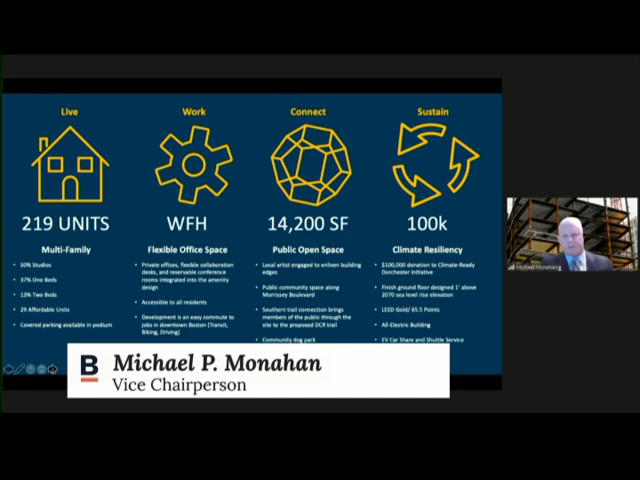 Live
219 UNITS
Multi-Family
• 50% Studios
• 37% One Beds
• 13% Two Beds
• 29 Affordable Units
• Covered parking available in podium
Work
WFH
Flexible Office Space
• Private offices, flexible collaboration
desks, and reservable conference
rooms integrated into the amenity
design
• Accessible to all residents
• Development is an easy commute to
jobs in downtown Boston (Transit,
Biking, Driving)
Connect
14,200 SF
Public Open Space
• Local artist engaged to enliven building
edges
• Public community space along
Morrissey Boulevard
• Southern trail connection brings
members of the public through the
site to the proposed DCR trail
• Community dog park
Sustain
100k
Climate Resiliency
• $100,000 donation to Climate-Ready
Dorchester Initiative
• Finish ground floor designed 1' above
2070 sea level rise elevation
• LEED Gold/ 65.5 Points
• All-Electric Building
• EV Car Share and Shuttle Service
Michael Monahan
B
Michael P. Monahan
Vice Chairperson